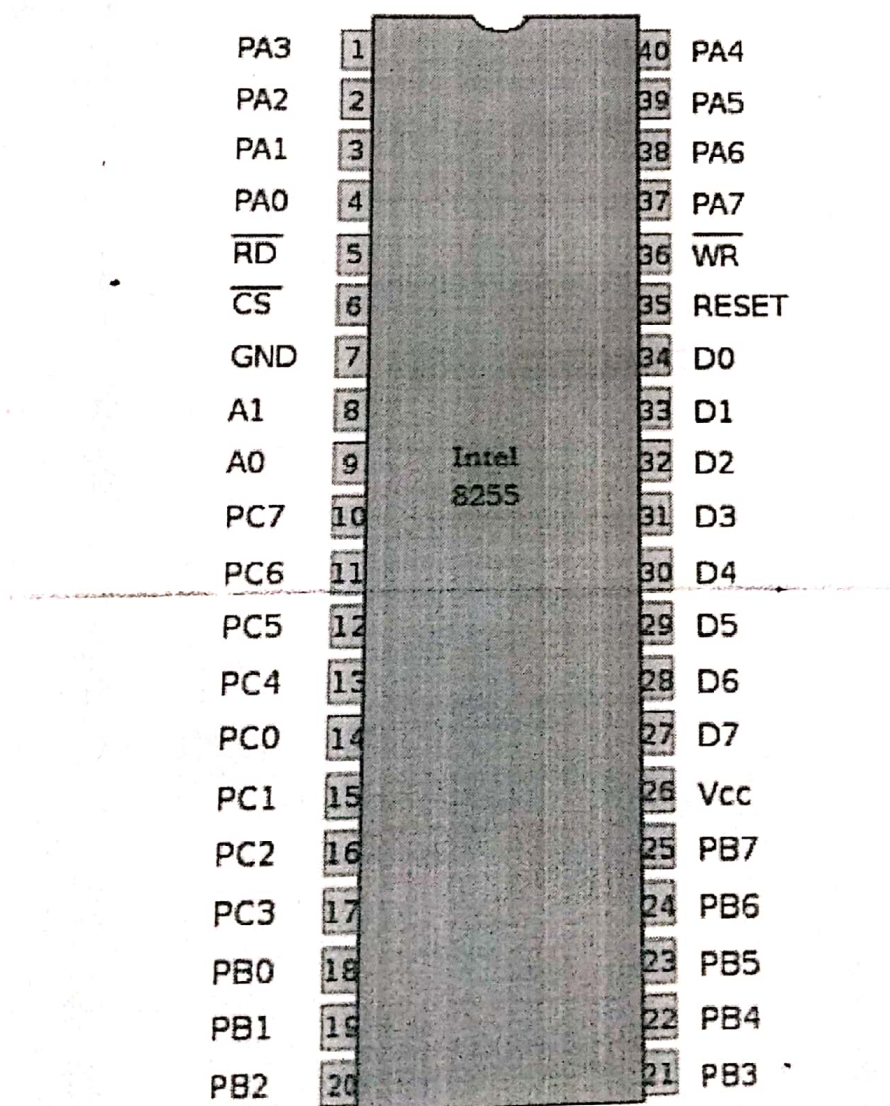 PA3 1 40 PA4
PA2 2 39 PA5
PA1 3 38 PA6
PA0 4 37 PA7
R̅D̅ 5 36 W̅R̅
C̅S̅ 6 35 RESET
GND 7 34 D0
A1 8 33 D1
A0 9 32 D2
Intel
8255
PC7 10 31 D3
PC6 11 30 D4
PC5 12 29 D5
PC4 13 28 D6
PC0 14 27 D7
PC1 15 26 Vcc
PC2 16 25 PB7
PC3 17 24 PB6
PB0 18 23 PB5
PB1 19 22 PB4
PB2 20 21 PB3